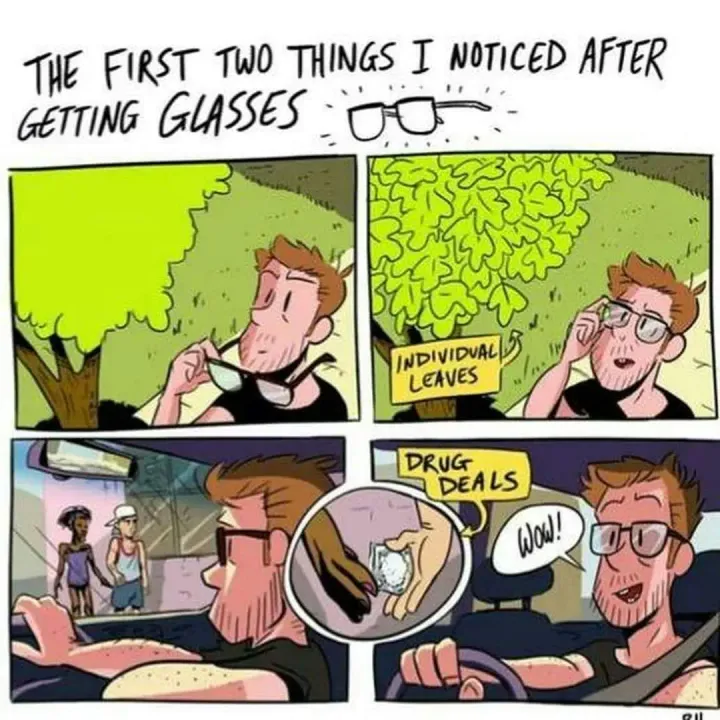 THE FIRST TWO THINGS I NOTICED AFTER
GETTING GLASSES
INDIVIDUAL
LEAVES
DRUG
DEALS
WOW!